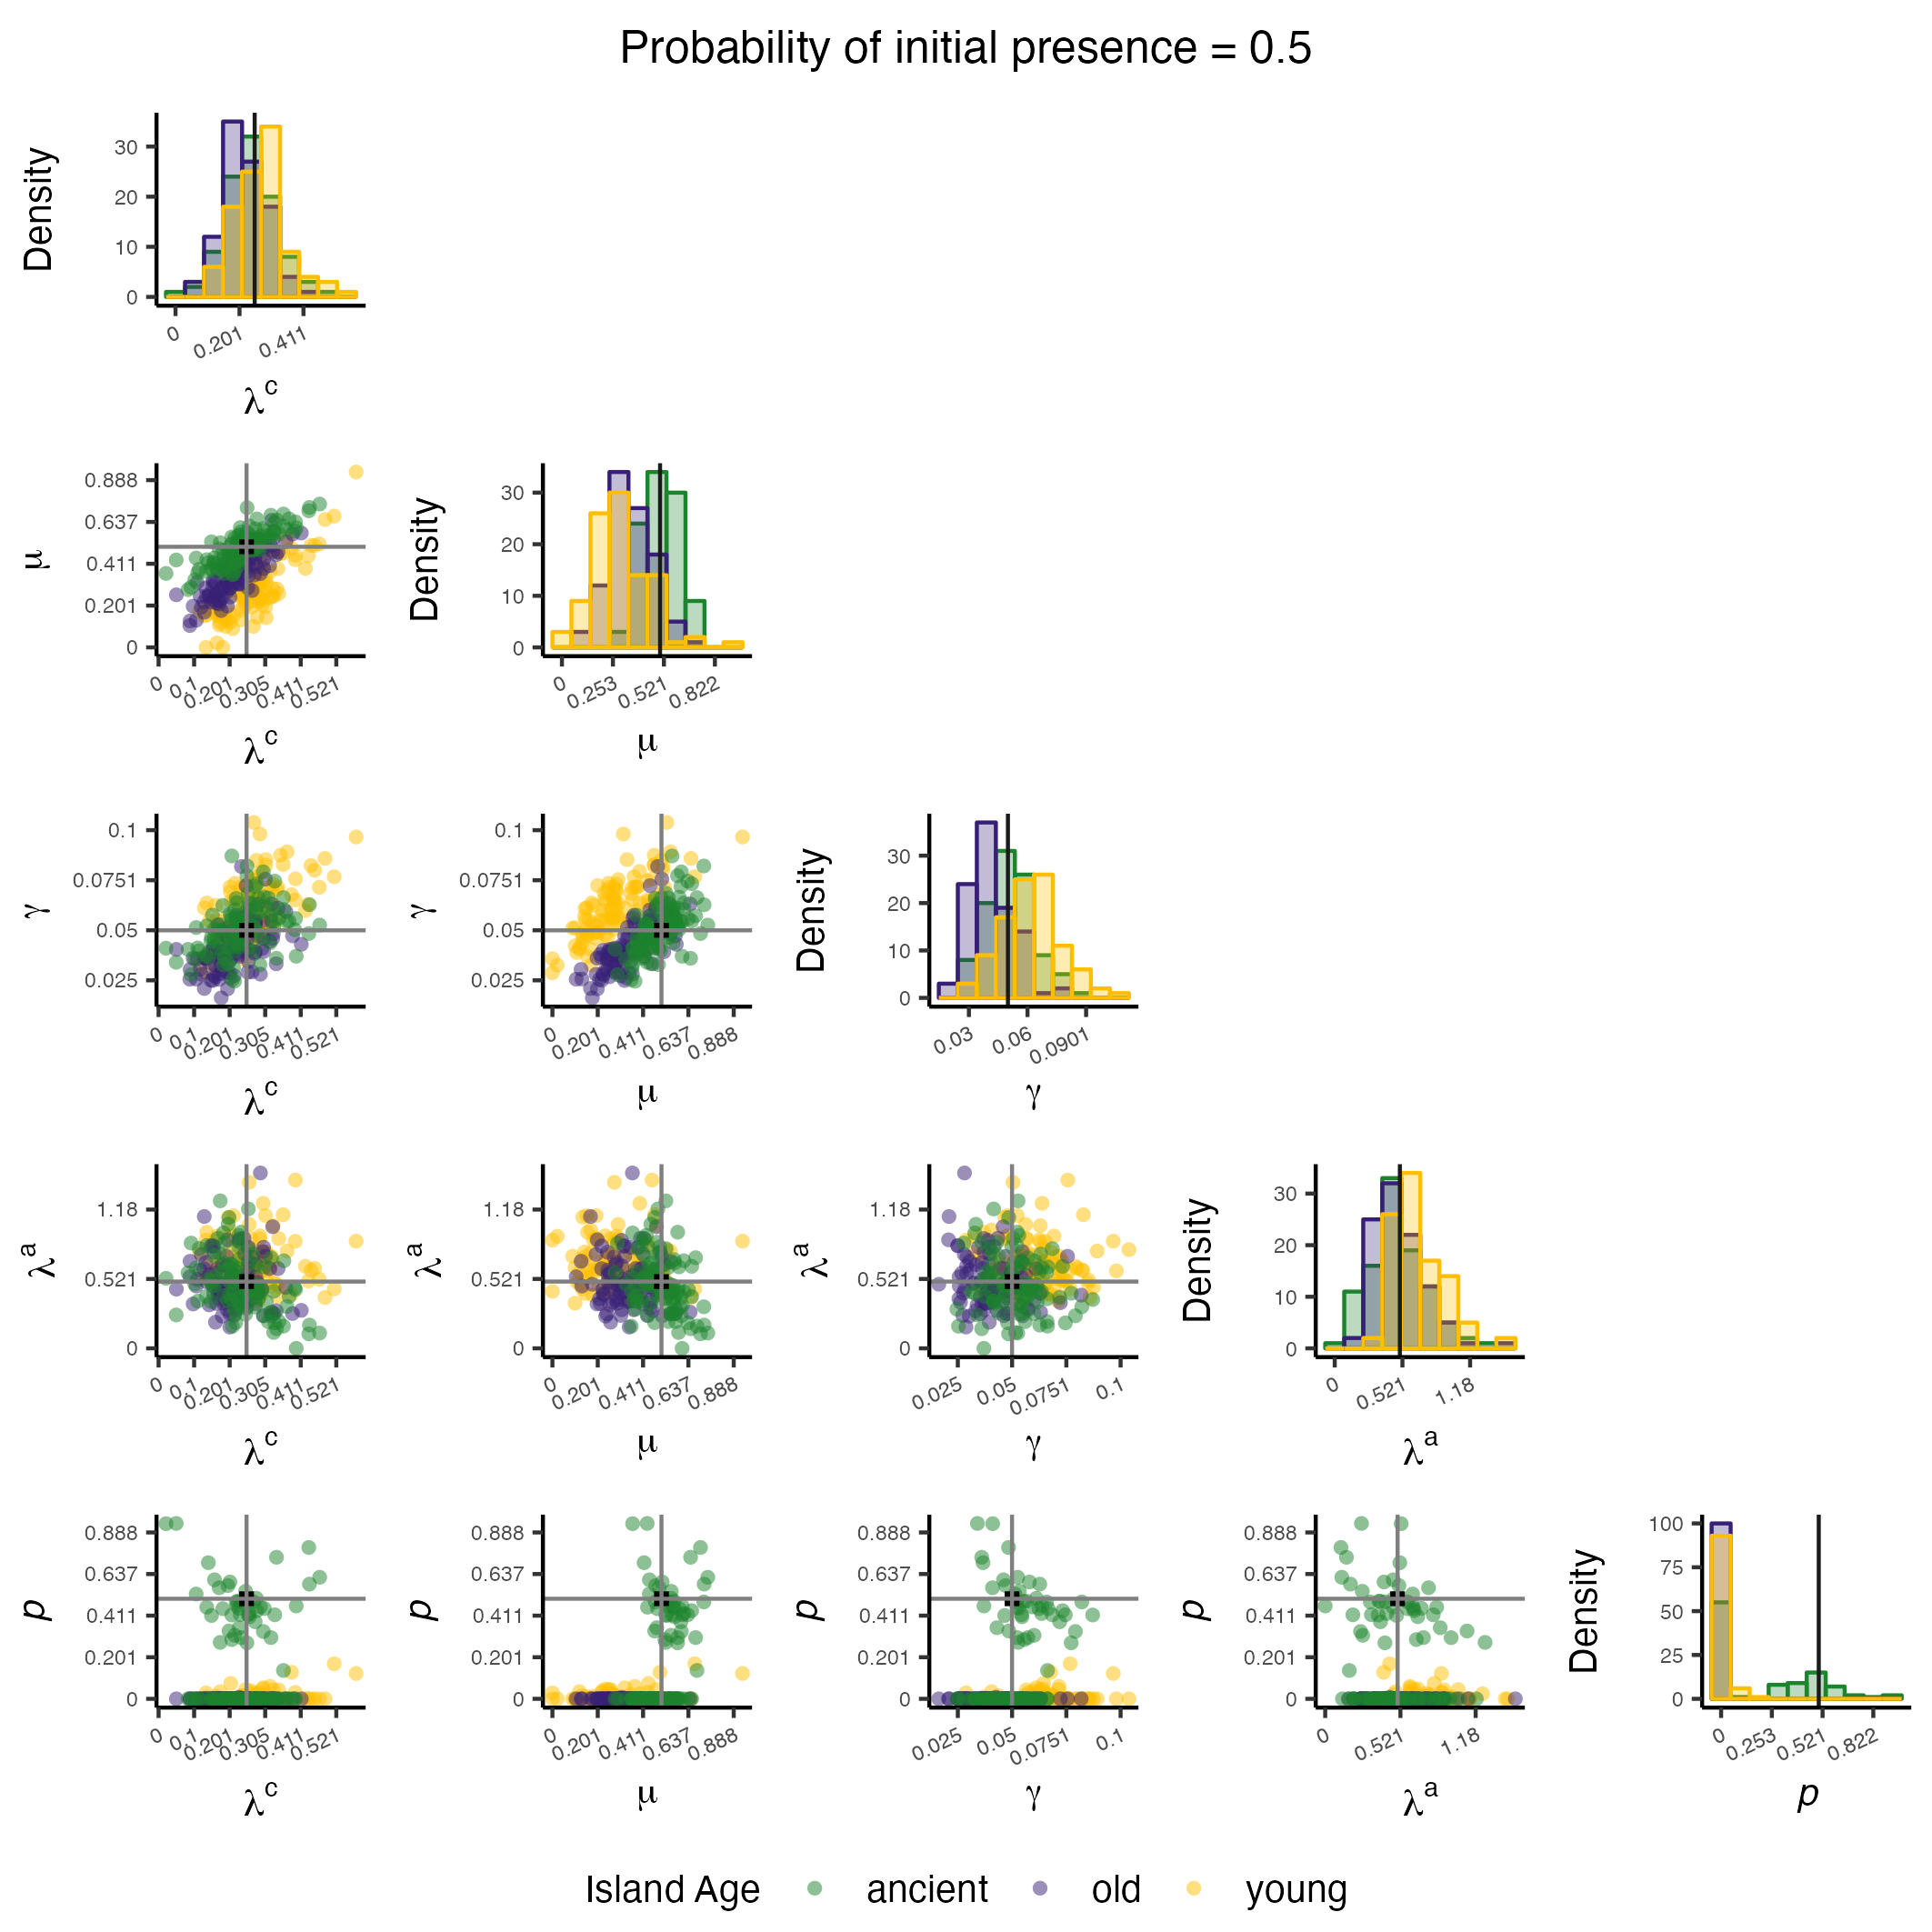 Probability of initial presence = 0.5
Density
30
20
10
0
0 0.201 0.411
λc
μ
0.888
0.637
0.411
0.201
0
0 0.1 0.201 0.305 0.411 0.521
λc
Density
30
20
10
0
0 0.253 0.521 0.822
μ
γ
0.1
0.0751
0.05
0.025
0 0.1 0.201 0.305 0.411 0.521
λc
γ
0.1
0.0751
0.05
0.025
0 0.201 0.411 0.637 0.888
μ
Density
30
20
10
0
0.03 0.06 0.0901
γ
λa
1.18
0.521
0
0 0.1 0.201 0.305 0.411 0.521
λc
λa
1.18
0.521
0
0 0.201 0.411 0.637 0.888
μ
λa
1.18
0.521
0
0.025 0.05 0.0751 0.1
γ
Density
30
20
10
0
0 0.521 1.18
λa
p
0.888
0.637
0.411
0.201
0
0 0.1 0.201 0.305 0.411 0.521
λc
p
0.888
0.637
0.411
0.201
0
0 0.201 0.411 0.637 0.888
μ
p
0.888
0.637
0.411
0.201
0
0.025 0.05 0.0751 0.1
γ
p
0.888
0.637
0.411
0.201
0
0 0.521 1.18
λa
Density
100
75
50
25
0
0 0.253 0.521 0.822
p
Island Age ancient old young